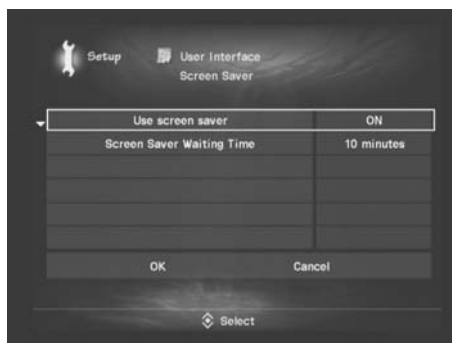 Setup
User Interface
Screen Saver
Use screen saver ON
Screen Saver Waiting Time 10 minutes
OK Cancel
Select